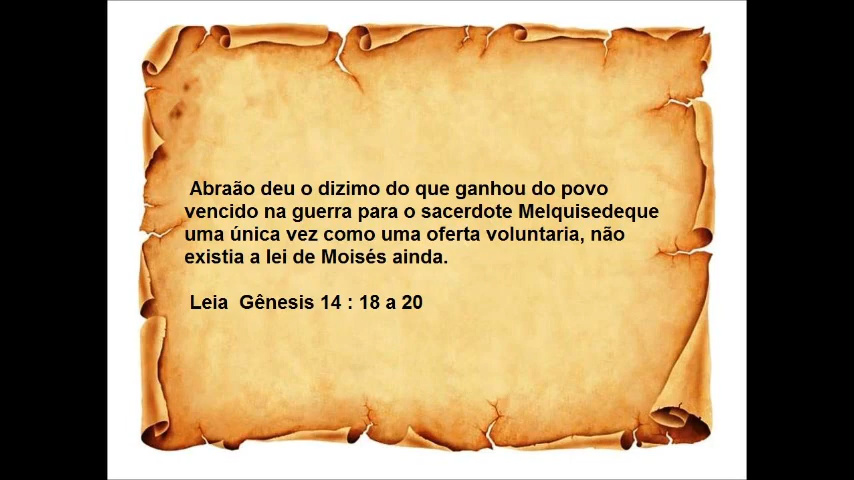 Abraão deu o dizimo do que ganhou do povo
vencido na guerra para o sacerdote Melquisedeque
uma única vez como uma oferta voluntaria, não
existia a lei de Moisés ainda.
Leia  Gênesis 14 : 18 a 20